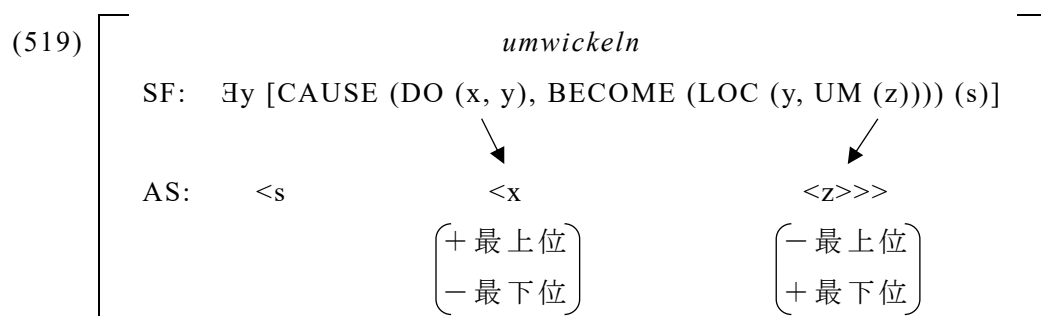 (519) umwickeln
SF: ∃y [CAUSE (DO (x, y), BECOME (LOC (y, UM (z)))) (s)]
AS: <s <x <z>>>
+最上位 −最上位
−最下位 +最下位